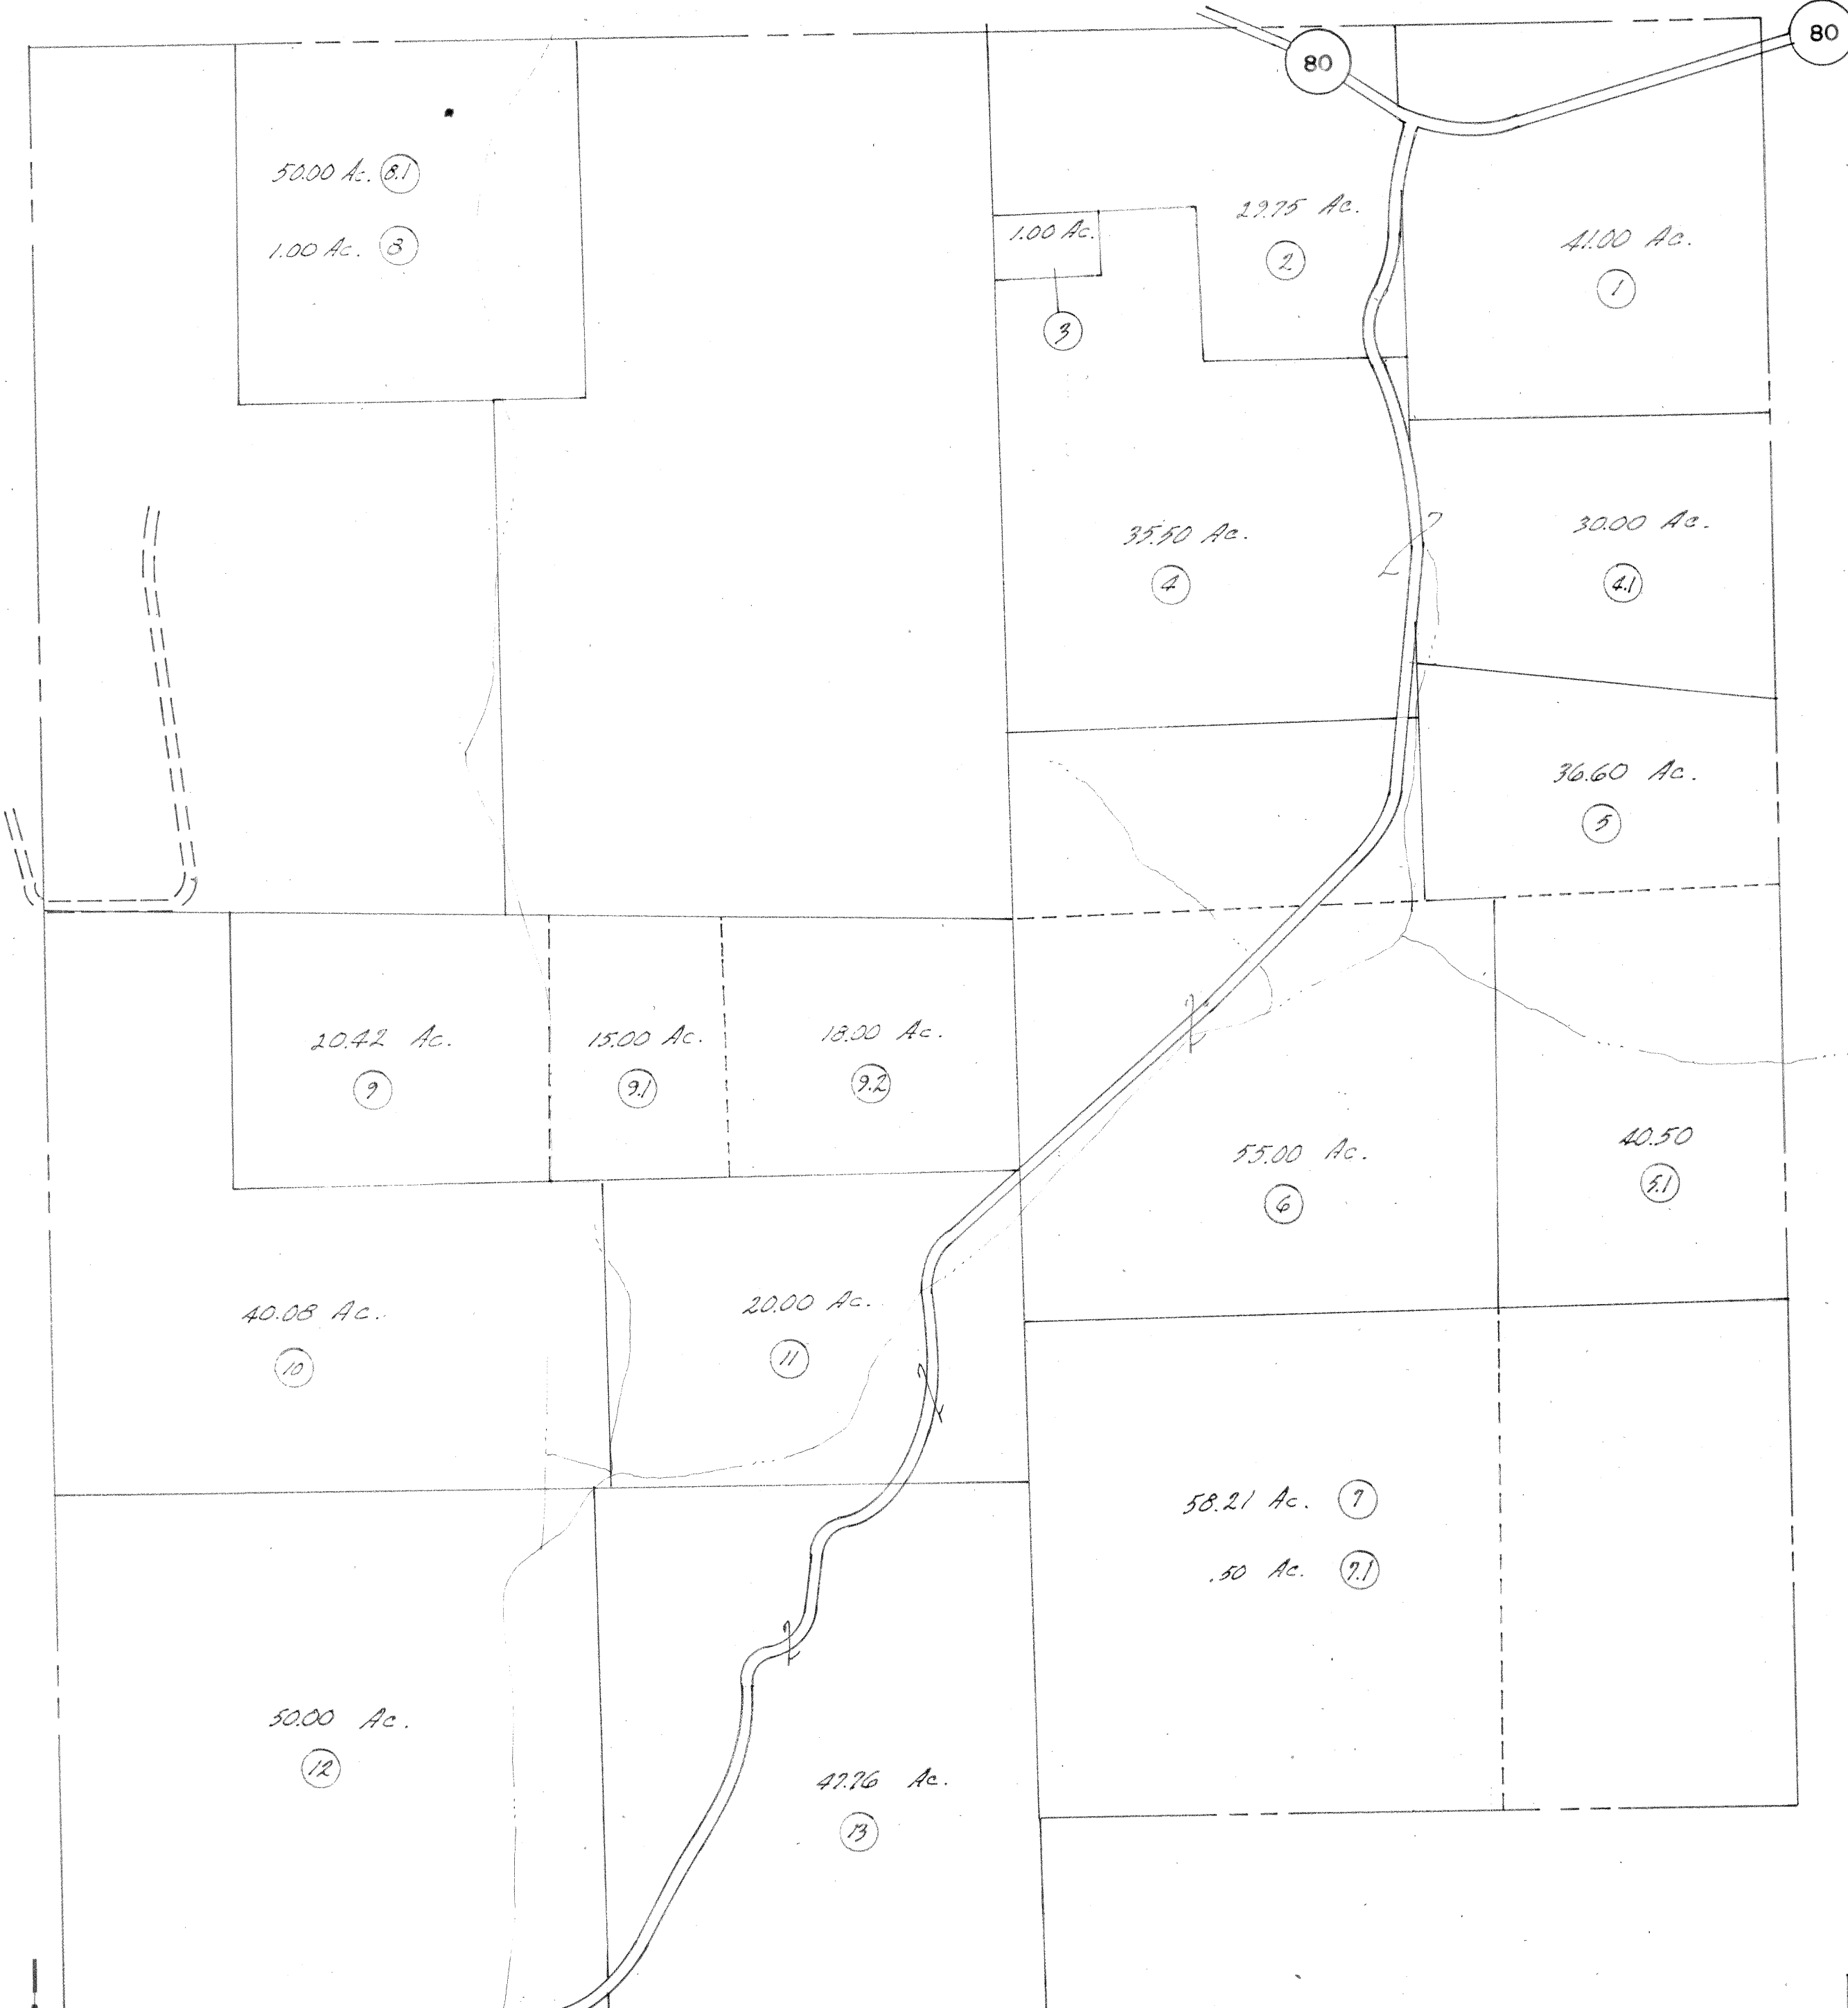 80
80
50.00 Ac. 8.1
1.00 Ac. 8
1.00 Ac.
3
29.75 Ac.
2
41.00 Ac.
1
35.50 Ac.
4
30.00 Ac.
4.1
36.60 Ac.
5
20.42 Ac.
9
15.00 Ac.
9.1
18.00 Ac.
9.2
55.00 Ac.
6
40.50
5.1
40.08 Ac.
10
20.00 Ac.
11
58.21 Ac. 7
.50 Ac. 7.1
50.00 Ac.
12
47.76 Ac.
13